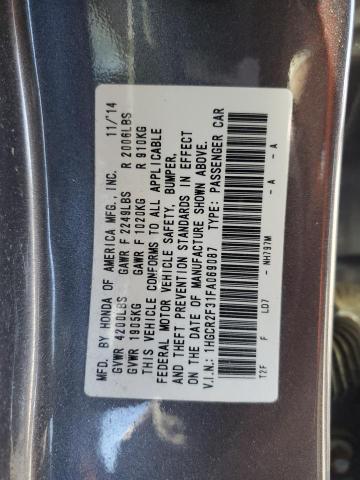 MFD. BY HONDA OF AMERICA MFG., INC. 11/'14
GVWR 4200LBS GAWR F 2249LBS R 2006LBS
GVWR 1905KG GAWR F 1020KG R 910KG
THIS VEHICLE CONFORMS TO ALL APPLICABLE
FEDERAL MOTOR VEHICLE SAFETY, BUMPER,
AND THEFT PREVENTION STANDARDS IN EFFECT
ON THE DATE OF MANUFACTURE SHOWN ABOVE.
V.I.N.: 1HGCR2F31FA069087 TYPE: PASSENGER CAR
T2F F LD7 - NH797M - A - A